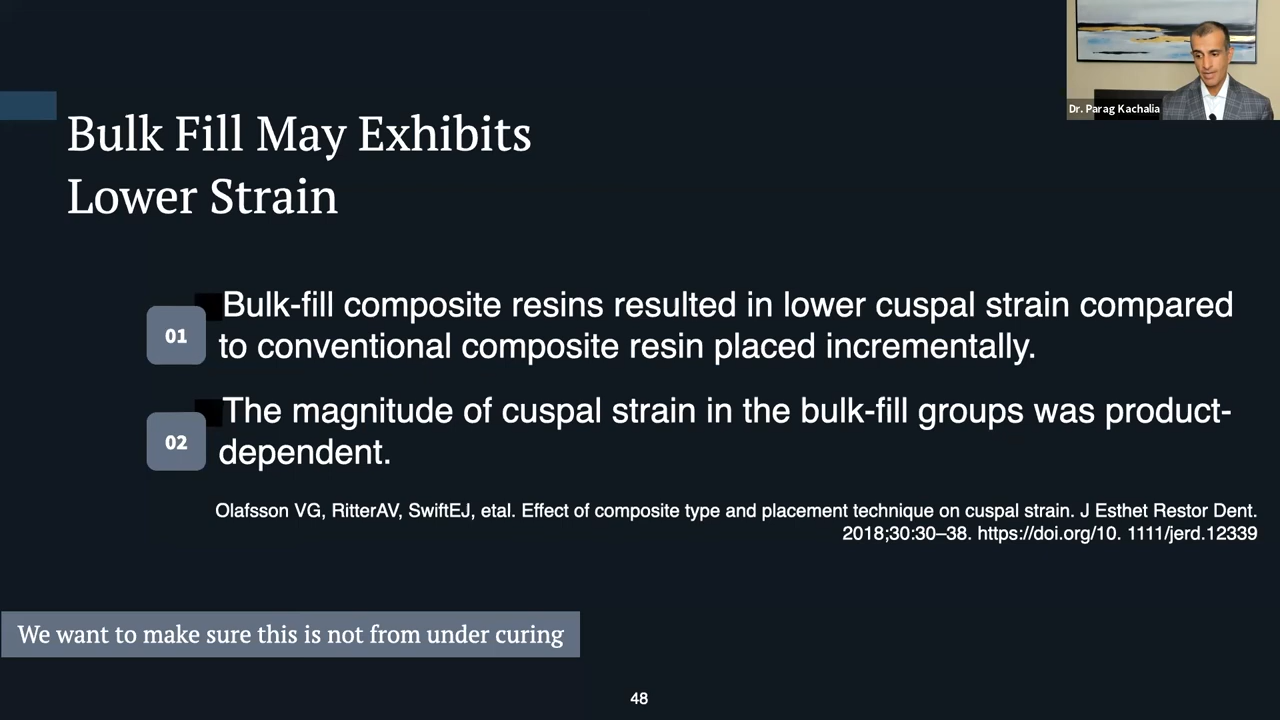 Dr. Parag Kachalia
Bulk Fill May Exhibits
Lower Strain
01
Bulk-fill composite resins resulted in lower cuspal strain compared
to conventional composite resin placed incrementally.
02
The magnitude of cuspal strain in the bulk-fill groups was product-
dependent.
Olafsson VG, RitterAV, SwiftEJ, etal. Effect of composite type and placement technique on cuspal strain. J Esthet Restor Dent.
2018;30:30–38. https://doi.org/10. 1111/jerd.12339
We want to make sure this is not from under curing
48